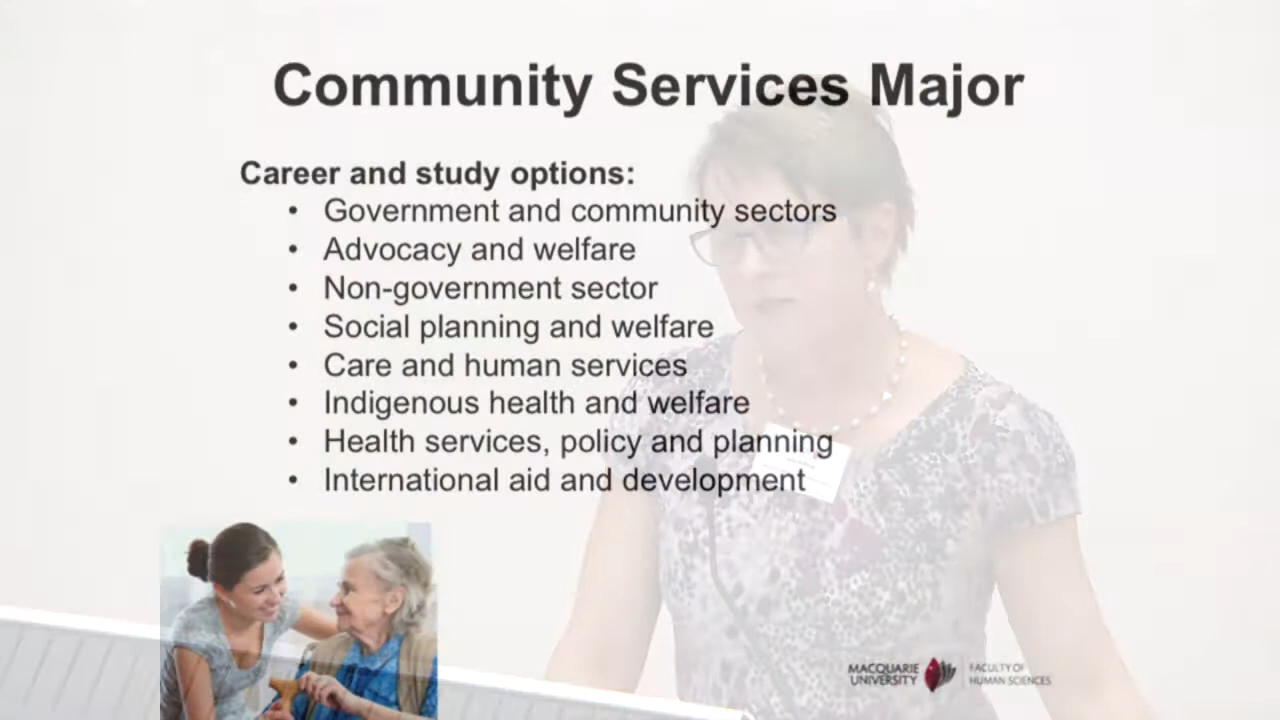 Community Services Major
Career and study options:
• Government and community sectors
• Advocacy and welfare
• Non-government sector
• Social planning and welfare
• Care and human services
• Indigenous health and welfare
• Health services, policy and planning
• International aid and development
MACQUARIE
UNIVERSITY
FACULTY OF
HUMAN SCIENCES